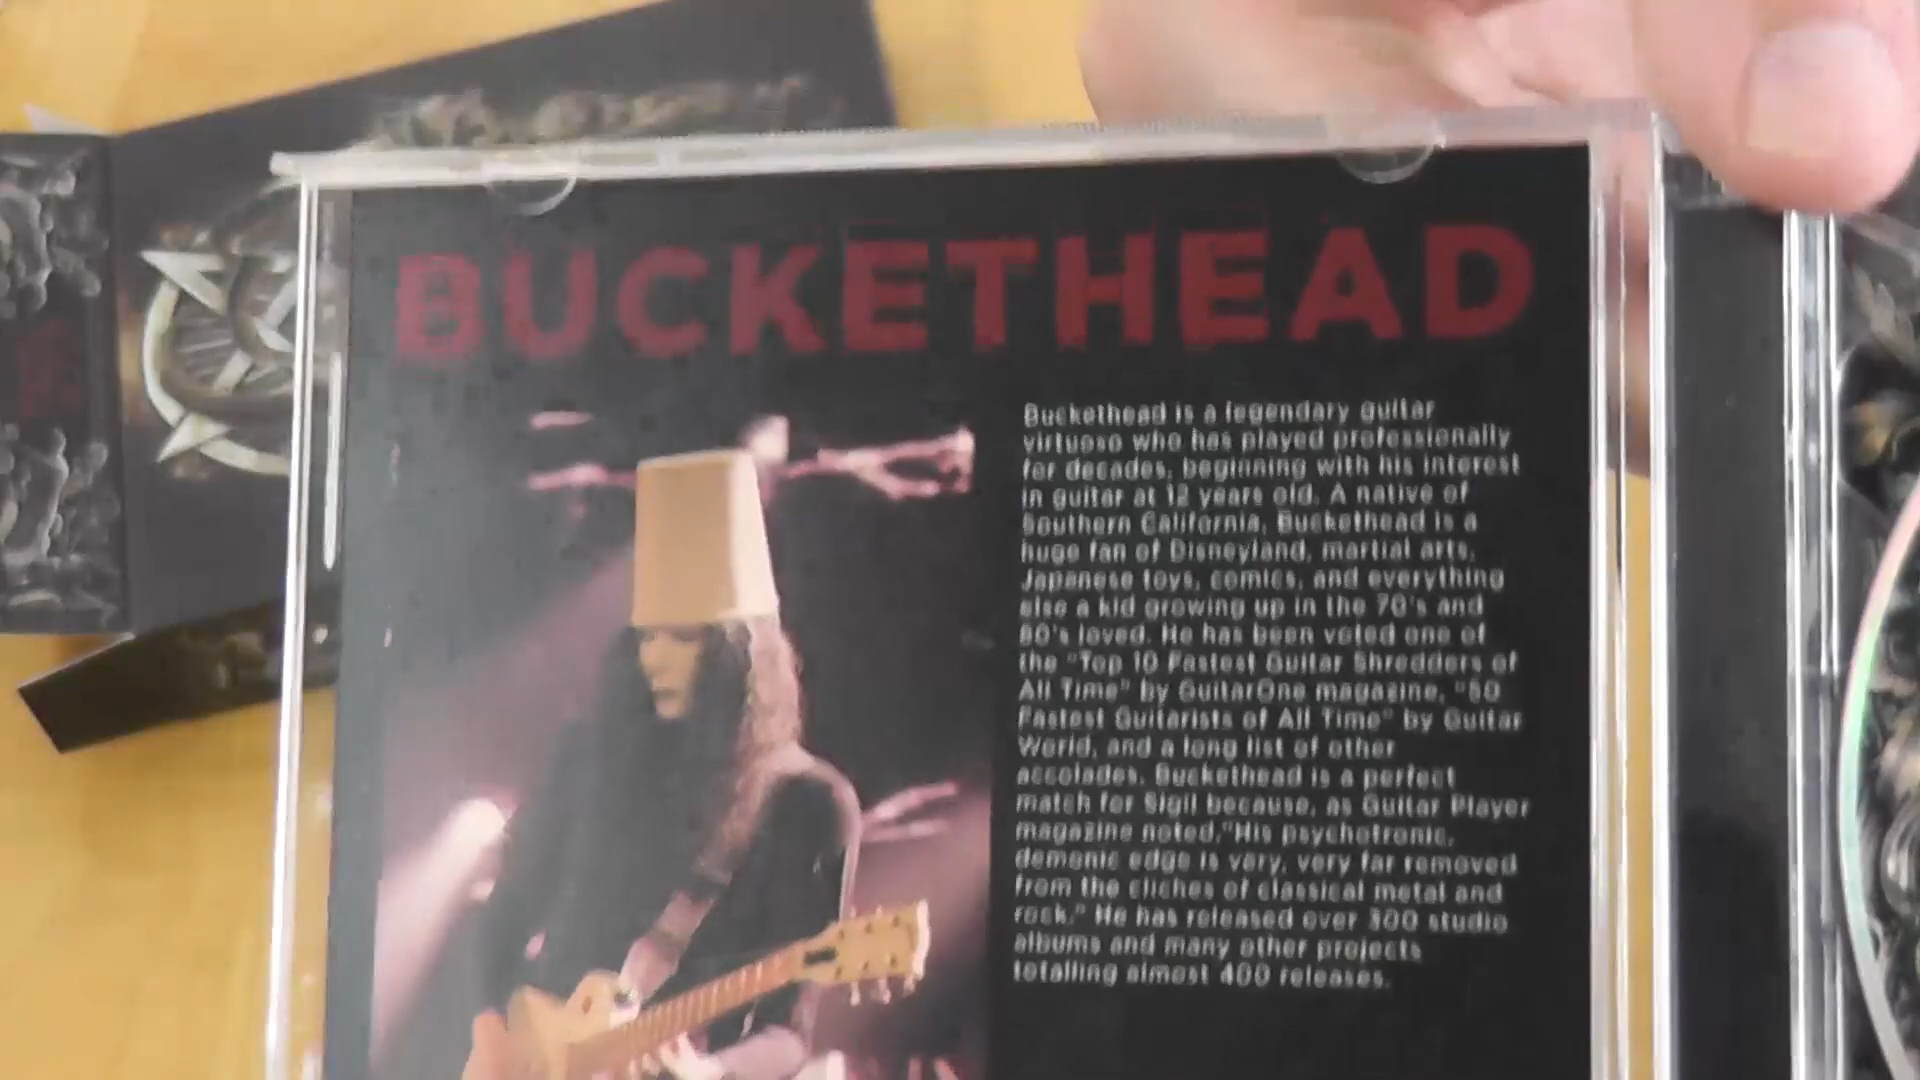 BUCKETHEAD
Buckethead is a legendary guitar
virtuoso who has played professionally
for decades, beginning with his interest
in guitar at 12 years old. A native of
Southern California, Buckethead is a
huge fan of Disneyland, martial arts,
Japanese toys, comics, and everything
else a kid growing up in the 70's and
80's loved. He has been voted one of
the "Top 10 Fastest Guitar Shredders of
All Time" by GuitarOne magazine, "50
Fastest Guitarists of All Time" by Guitar
World, and a long list of other
accolades. Buckethead is a perfect
match for Sigil because, as Guitar Player
magazine noted,"His psychotronic,
demonic edge is very, very far removed
from the cliches of classical metal and
rock." He has released over 300 studio
albums and many other projects
totalling almost 400 releases.